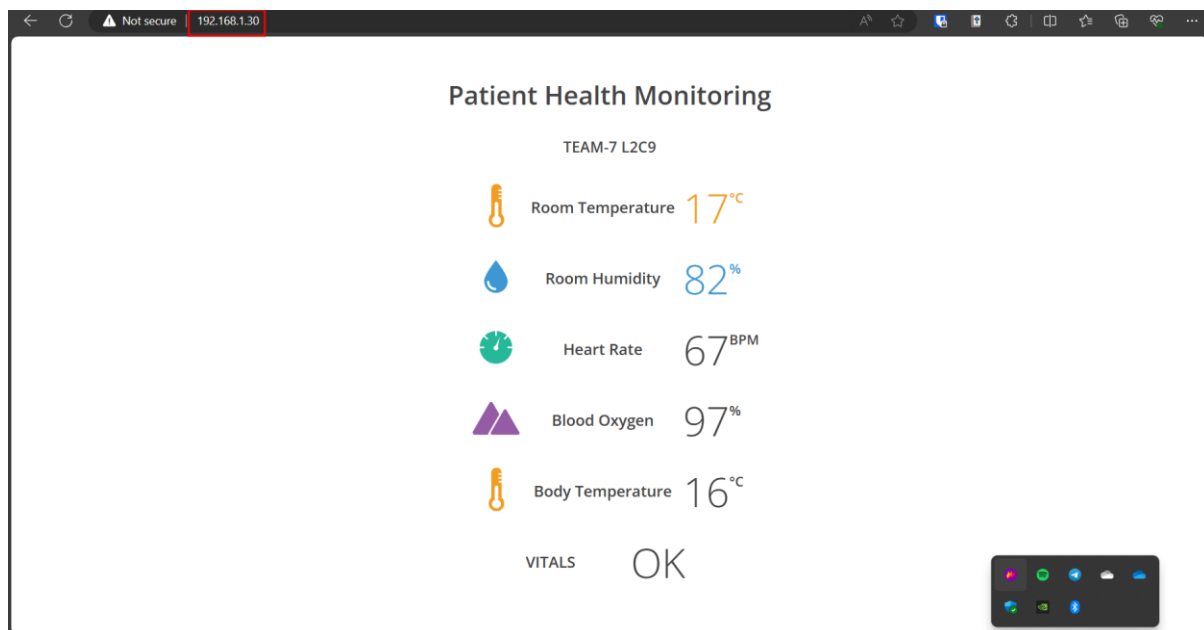 Not secure 192.168.1.30
Patient Health Monitoring
TEAM-7 L2C9
Room Temperature 17°C
Room Humidity 82%
Heart Rate 67BPM
Blood Oxygen 97%
Body Temperature 16°C
VITALS OK